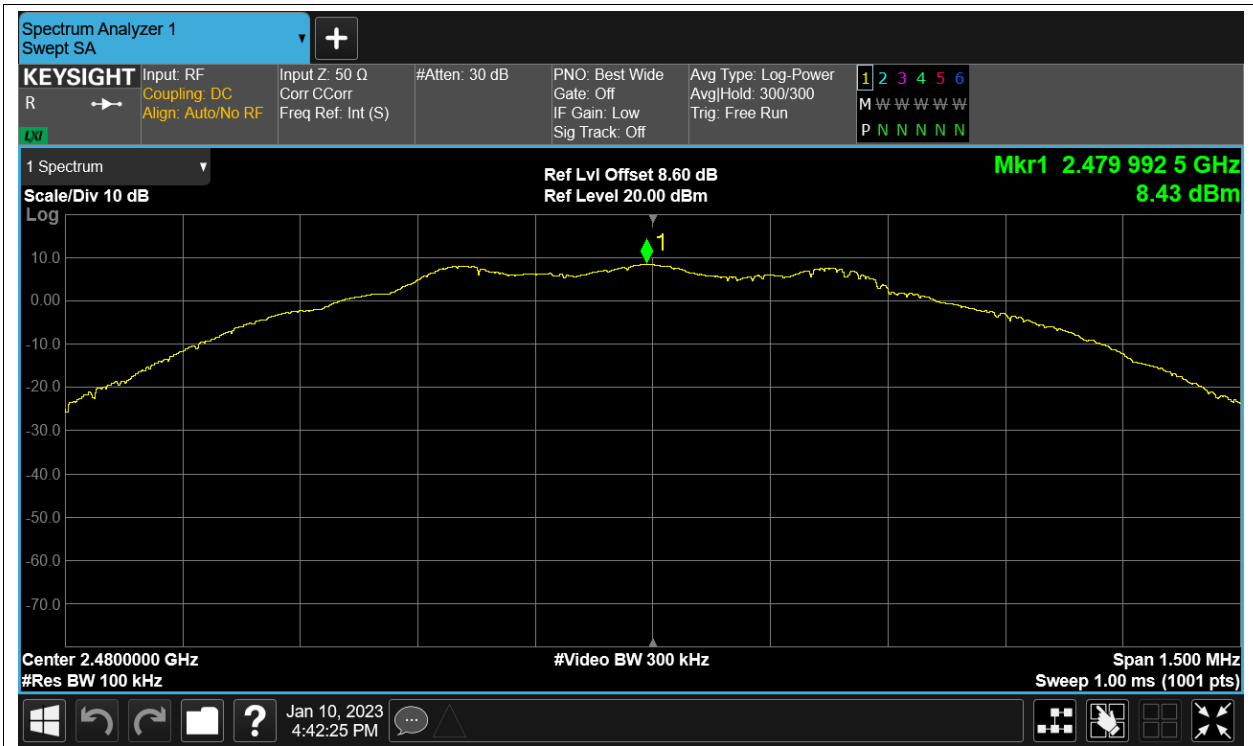 Spectrum Analyzer 1
Swept SA
KEYSIGHT
R
LXI
Input: RF
Coupling: DC
Align: Auto/No RF
Input Z: 50 Ω
Corr CCorr
Freq Ref: Int (S)
#Atten: 30 dB
PNO: Best Wide
Gate: Off
IF Gain: Low
Sig Track: Off
Avg Type: Log-Power
Avg|Hold: 300/300
Trig: Free Run
1 2 3 4 5 6
M W W W W W
P N N N N N
1 Spectrum
Scale/Div 10 dB
Log
Ref Lvl Offset 8.60 dB
Ref Level 20.00 dBm
Mkr1 2.479 992 5 GHz
8.43 dBm
1
10.0
0.00
-10.0
-20.0
-30.0
-40.0
-50.0
-60.0
-70.0
Center 2.4800000 GHz
#Res BW 100 kHz
#Video BW 300 kHz
Span 1.500 MHz
Sweep 1.00 ms (1001 pts)
?
Jan 10, 2023
4:42:25 PM